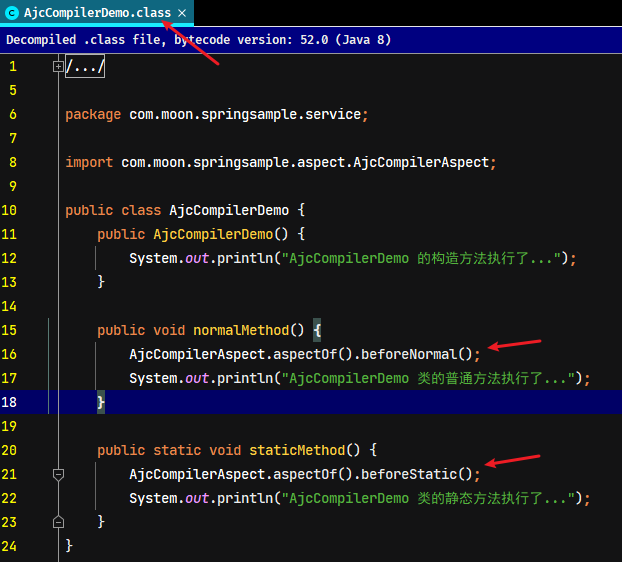 AjcCompilerDemo.class
Decompiled .class file, bytecode version: 52.0 (Java 8)
1 /.../
5
6 package com.moon.springsample.service;
7
8 import com.moon.springsample.aspect.AjcCompilerAspect;
9
10 public class AjcCompilerDemo {
11 public AjcCompilerDemo() {
12 System.out.println("AjcCompilerDemo 的构造方法执行了...");
13 }
14
15 public void normalMethod() {
16 AjcCompilerAspect.aspectOf().beforeNormal();
17 System.out.println("AjcCompilerDemo 类的普通方法执行了...");
18 }
19
20 public static void staticMethod() {
21 AjcCompilerAspect.aspectOf().beforeStatic();
22 System.out.println("AjcCompilerDemo 类的静态方法执行了...");
23 }
24 }